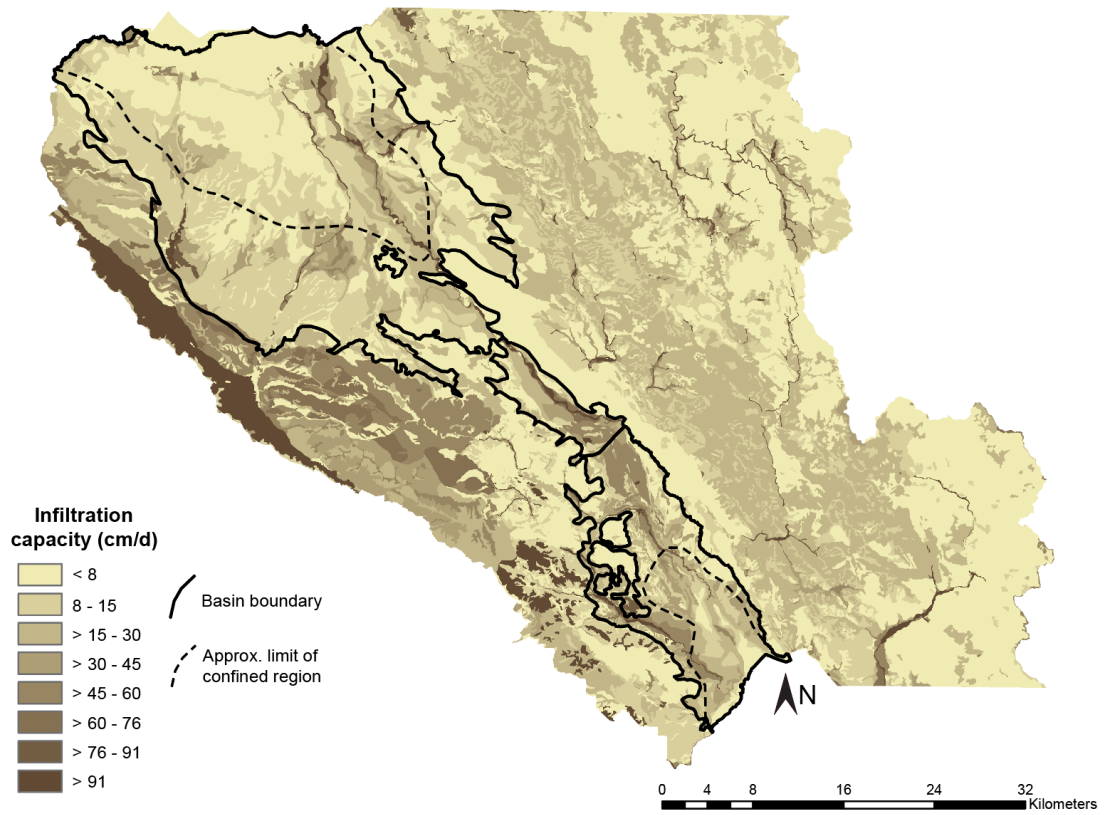 Infiltration
capacity (cm/d)
< 8
8 - 15
> 15 - 30
> 30 - 45
> 45 - 60
> 60 - 76
> 76 - 91
> 91
Basin boundary
Approx. limit of
confined region
N
0 4 8 16 24 32
Kilometers